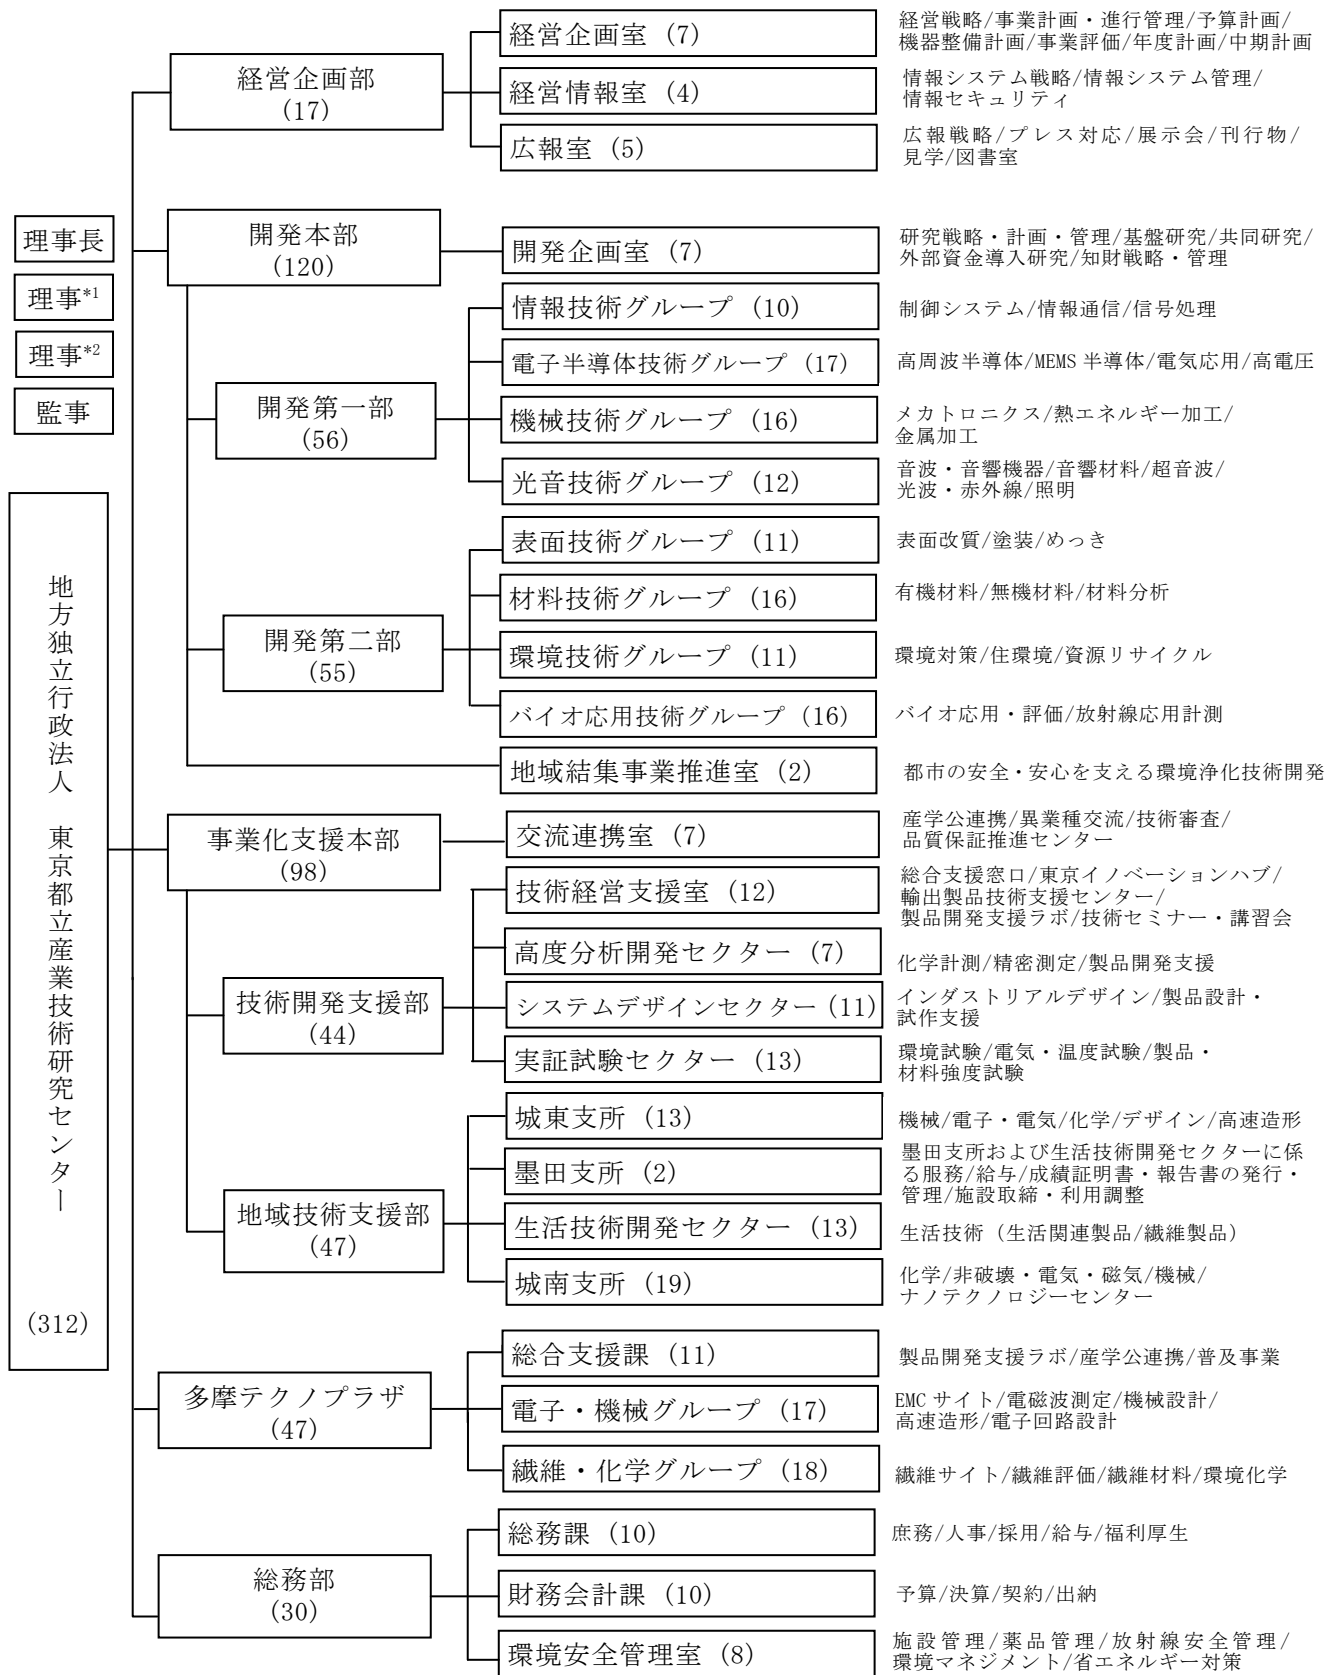 経営企画部
(17)
経営企画室 (7)
経営戦略/事業計画・進行管理/予算計画/
機器整備計画/事業評価/年度計画/中期計画
経営情報室 (4)
情報システム戦略/情報システム管理/
情報セキュリティ
広報室 (5)
広報戦略/プレス対応/展示会/刊行物/
見学/図書室
理事長
理事*1
理事*2
監事
地方独立行政法人 東京都立産業技術研究センター
(312)
開発本部
(120)
開発企画室 (7)
研究戦略・計画・管理/基盤研究/共同研究/
外部資金導入研究/知財戦略・管理
開発第一部
(56)
情報技術グループ (10)
制御システム/情報通信/信号処理
電子半導体技術グループ (17)
高周波半導体/MEMS 半導体/電気応用/高電圧
機械技術グループ (16)
メカトロニクス/熱エネルギー加工/
金属加工
光音技術グループ (12)
音波・音響機器/音響材料/超音波/
光波・赤外線/照明
開発第二部
(55)
表面技術グループ (11)
表面改質/塗装/めっき
材料技術グループ (16)
有機材料/無機材料/材料分析
環境技術グループ (11)
環境対策/住環境/資源リサイクル
バイオ応用技術グループ (16)
バイオ応用・評価/放射線応用計測
地域結集事業推進室 (2)
都市の安全・安心を支える環境浄化技術開発
事業化支援本部
(98)
交流連携室 (7)
産学公連携/異業種交流/技術審査/
品質保証推進センター
技術開発支援部
(44)
技術経営支援室 (12)
総合支援窓口/東京イノベーションハブ/
輸出製品技術支援センター/
製品開発支援ラボ/技術セミナー・講習会
高度分析開発セクター (7)
化学計測/精密測定/製品開発支援
システムデザインセクター (11)
インダストリアルデザイン/製品設計・
試作支援
実証試験セクター (13)
環境試験/電気・温度試験/製品・
材料強度試験
地域技術支援部
(47)
城東支所 (13)
機械/電子・電気/化学/デザイン/高速造形
墨田支所 (2)
墨田支所および生活技術開発セクターに係
る服務/給与/成績証明書・報告書の発行・
管理/施設取締・利用調整
生活技術開発セクター (13)
生活技術 (生活関連製品/繊維製品)
城南支所 (19)
化学/非破壊・電気・磁気/機械/
ナノテクノロジーセンター
多摩テクノプラザ
(47)
総合支援課 (11)
製品開発支援ラボ/産学公連携/普及事業
電子・機械グループ (17)
EMC サイト/電磁波測定/機械設計/
高速造形/電子回路設計
繊維・化学グループ (18)
繊維サイト/繊維評価/繊維材料/環境化学
総務部
(30)
総務課 (10)
庶務/人事/採用/給与/福利厚生
財務会計課 (10)
予算/決算/契約/出納
環境安全管理室 (8)
施設管理/薬品管理/放射線安全管理/
環境マネジメント/省エネルギー対策